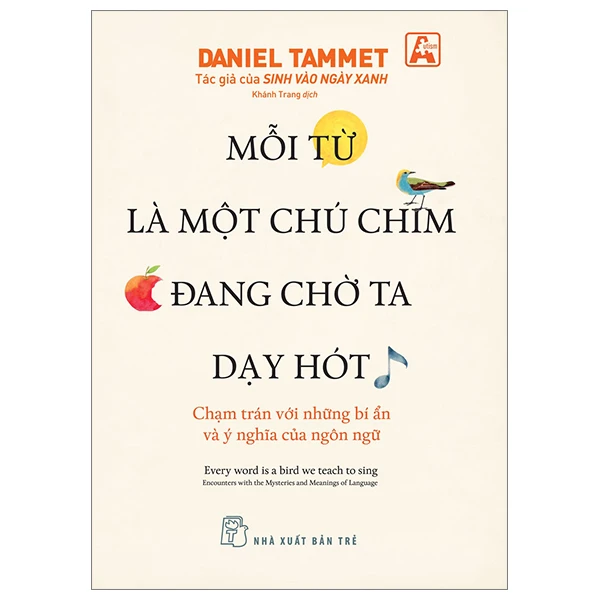 DANIEL TAMMET
Autism
Tác giả của SINH VÀO NGÀY XANH
Khánh Trang dịch
MỖI TỪ
LÀ MỘT CHÚ CHIM
ĐANG CHỜ TA
DẠY HÓT
Chạm trán với những bí ẩn
và ý nghĩa của ngôn ngữ
Every word is a bird we teach to sing
Encounters with the Mysteries and Meanings of Language
NHÀ XUẤT BẢN TRẺ